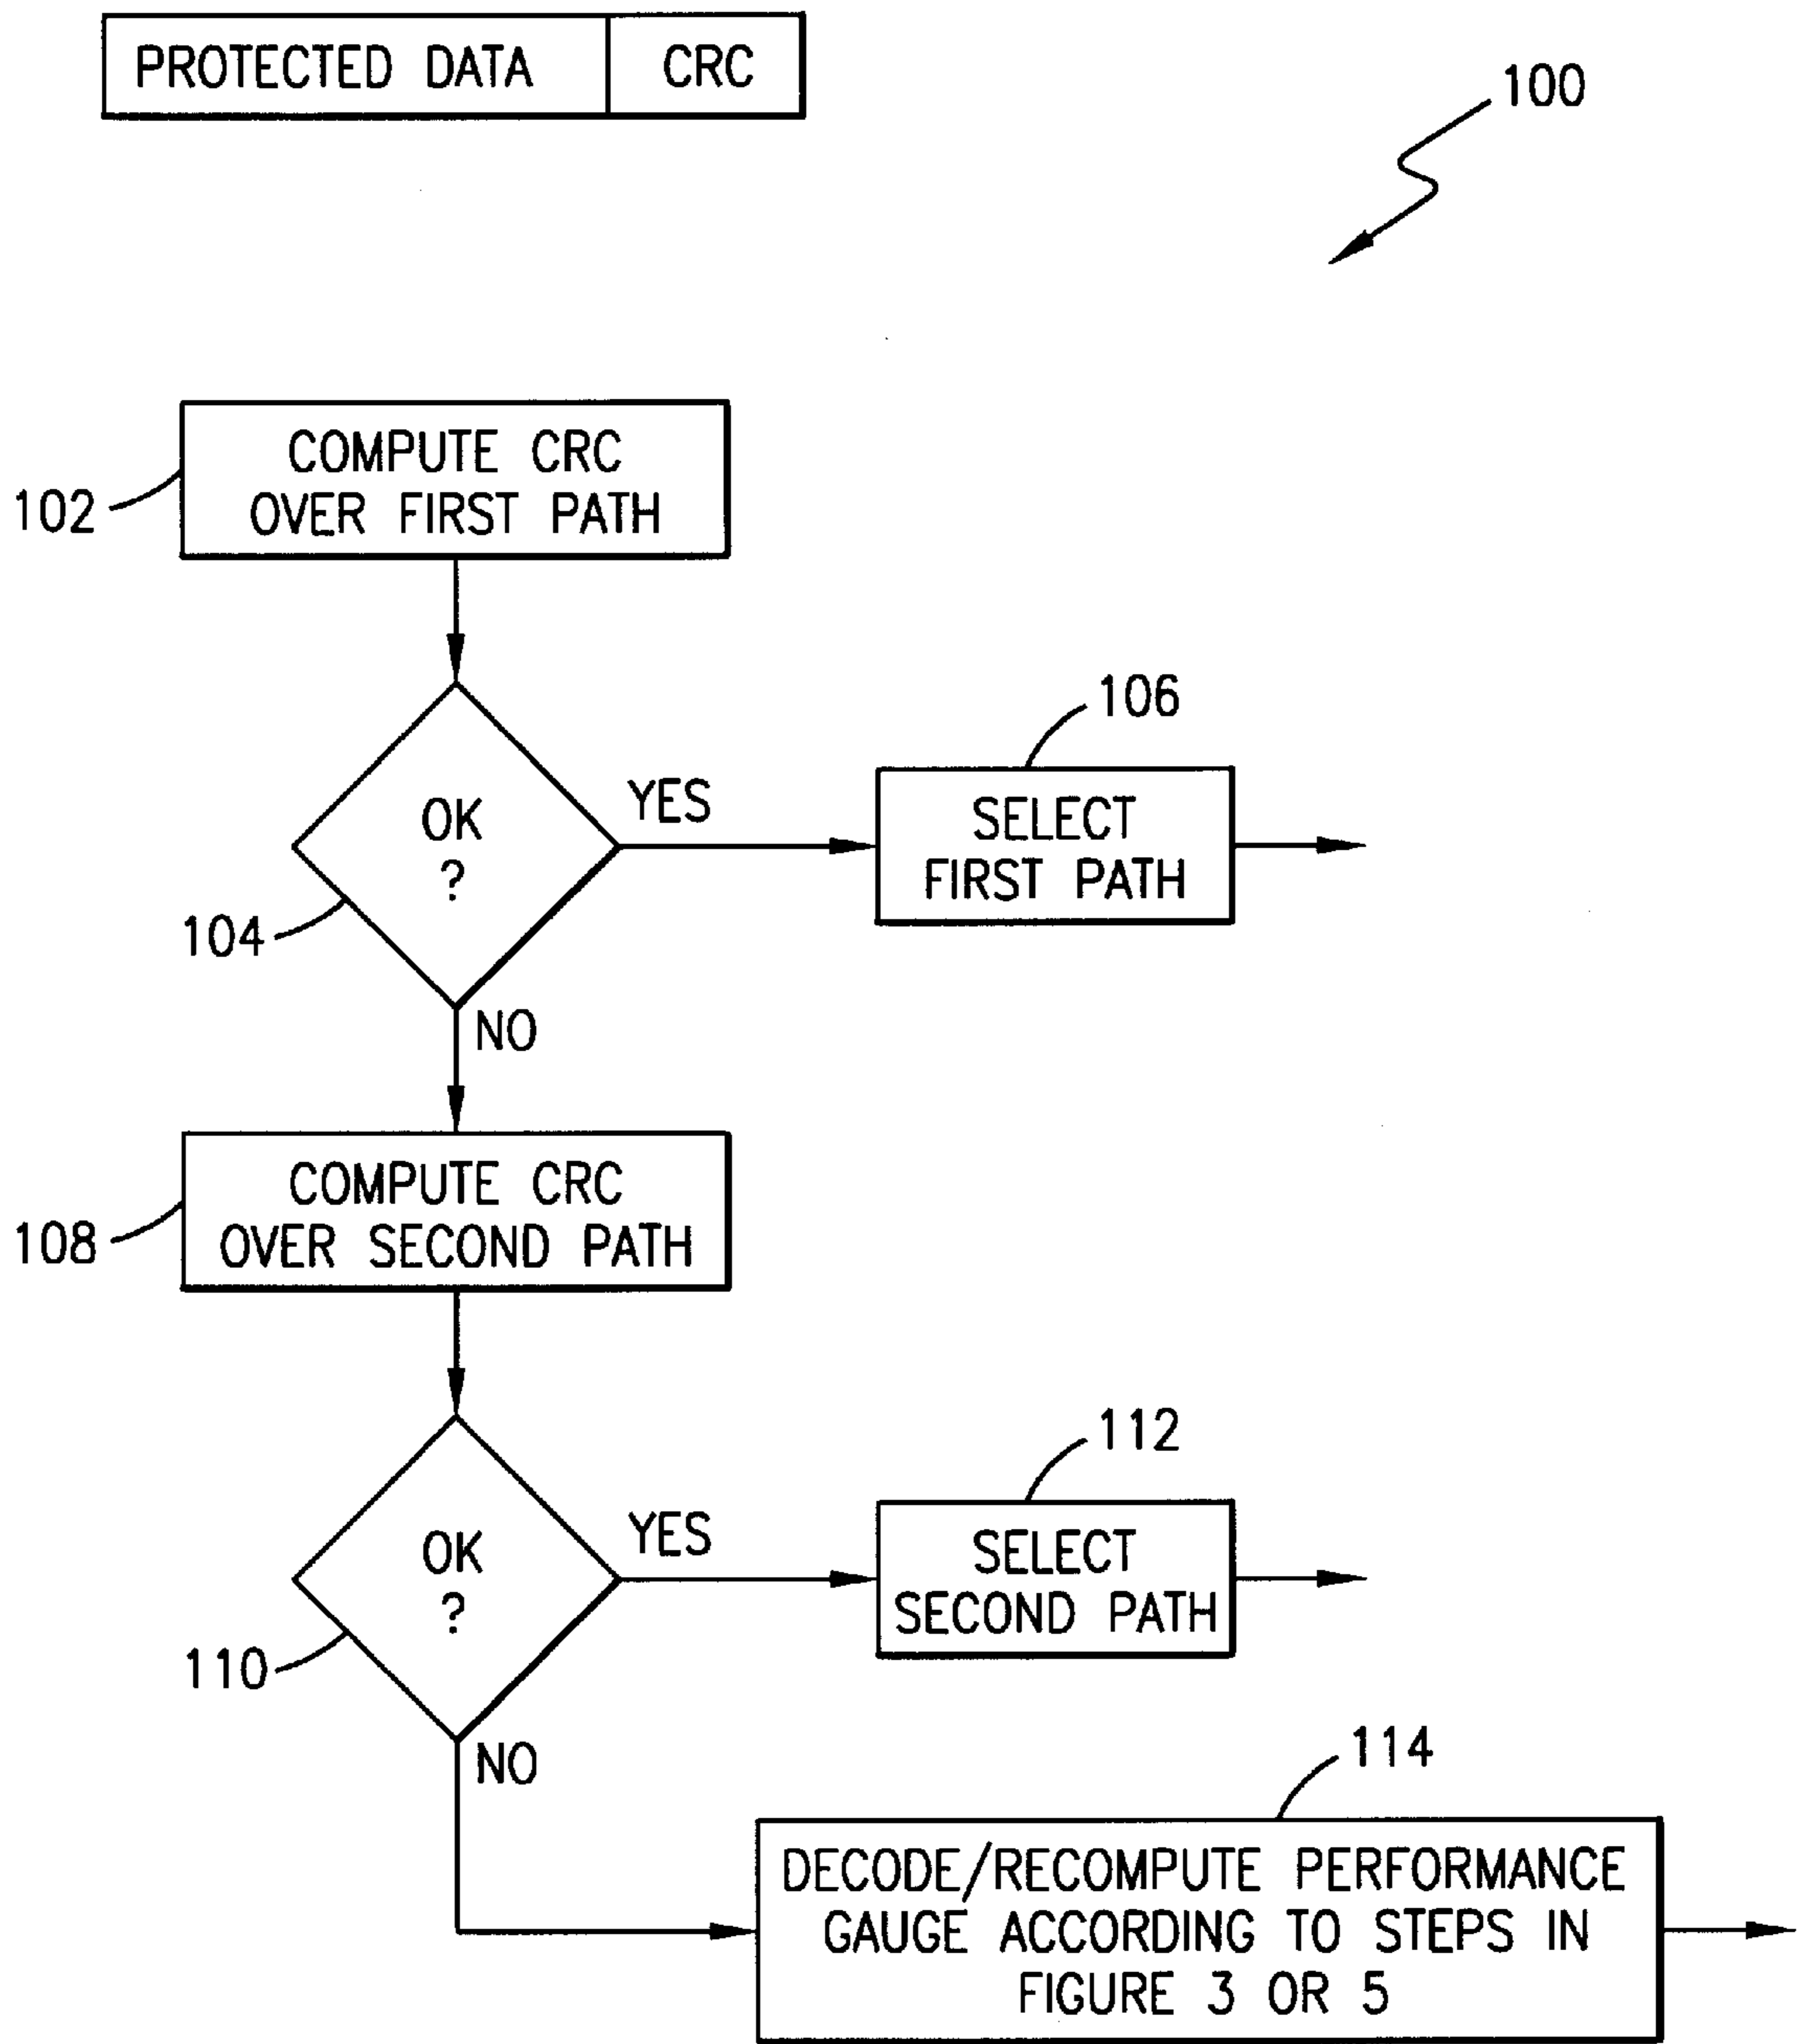 PROTECTED DATA CRC
100
COMPUTE CRC
OVER FIRST PATH
102
106
OK
?
YES
SELECT
FIRST PATH
104
NO
COMPUTE CRC
OVER SECOND PATH
108
112
OK
?
YES
SELECT
SECOND PATH
110
NO
114
DECODE/RECOMPUTE PERFORMANCE
GAUGE ACCORDING TO STEPS IN
FIGURE 3 OR 5